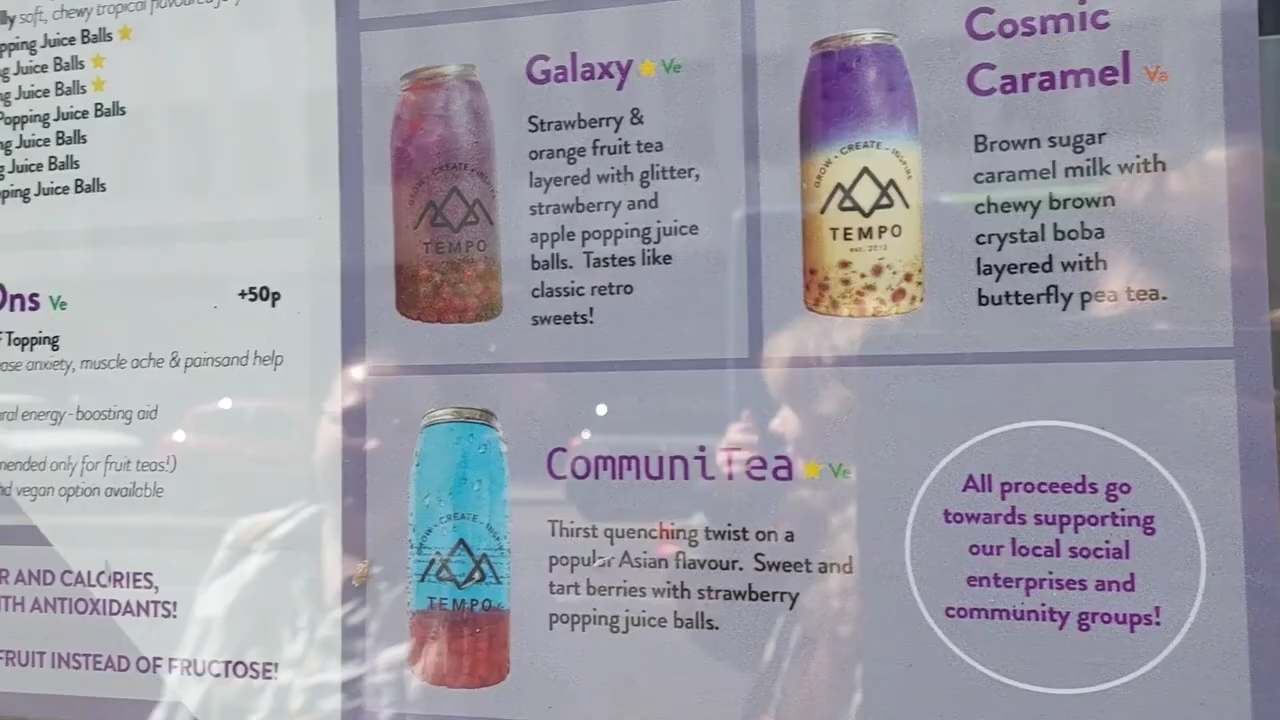 soft, chewy tropical
pping Juice Balls
g Juice Balls
g Juice Balls
Popping Juice Balls
ng Juice Balls
g Juice Balls
ping Juice Balls
Ons Ve +50p
Topping
ase anxiety, muscle ache & painsand help
ral energy-boosting aid
mended only for fruit teas!)
nd vegan option available
R AND CALORIES,
TH ANTIOXIDANTS!
FRUIT INSTEAD OF FRUCTOSE!
Galaxy Ve
Strawberry &
orange fruit tea
layered with glitter,
strawberry and
apple popping juice
balls. Tastes like
classic retro
sweets!
GROW • CREATE • INSPIRE
TEMPO
Cosmic
Caramel Va
Brown sugar
caramel milk with
chewy brown
crystal boba
layered with
butterfly pea tea.
GROW • CREATE • INSPIRE
TEMPO
est. 2013
CommuniTea Ve
Thirst quenching twist on a
popular Asian flavour. Sweet and
tart berries with strawberry
popping juice balls.
GROW • CREATE • INSPIRE
TEMPO
All proceeds go
towards supporting
our local social
enterprises and
community groups!